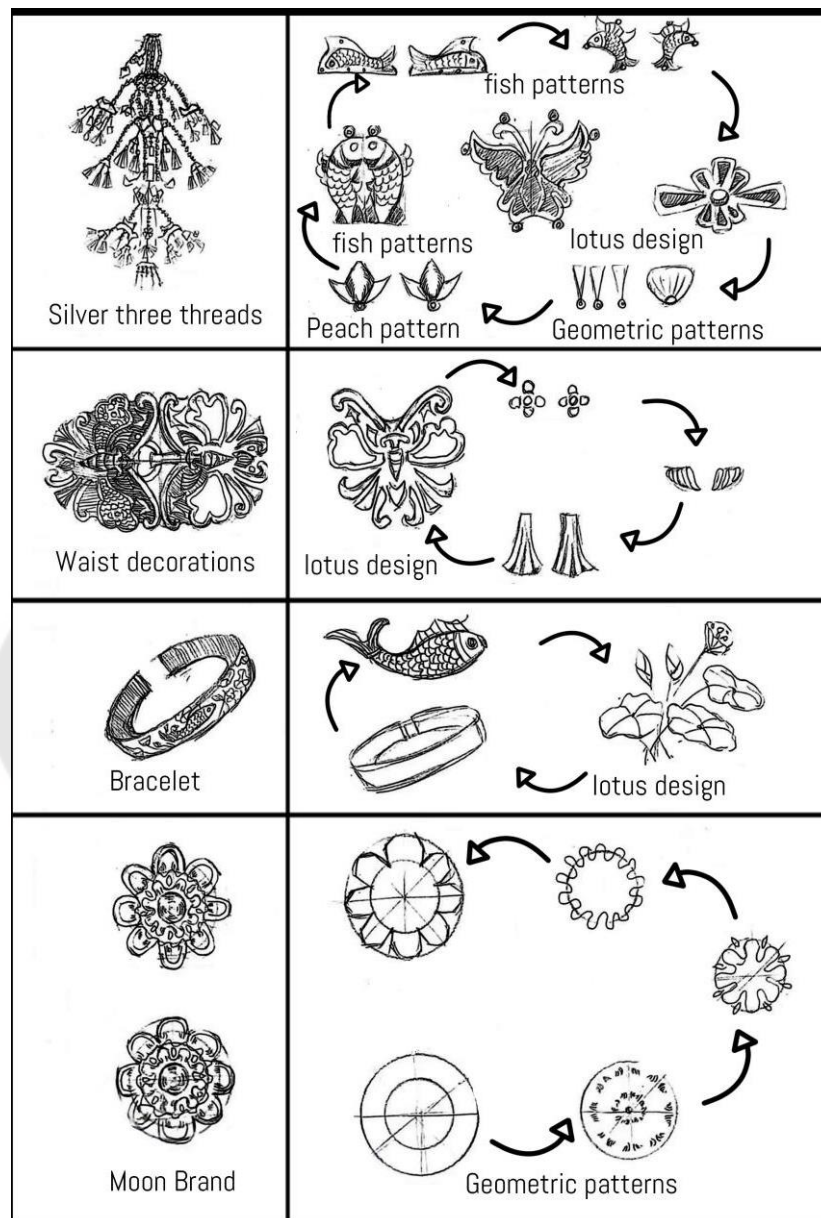 fish patterns
fish patterns
lotus design
Silver three threads
Peach pattern
Geometric patterns
Waist decorations
lotus design
Bracelet
lotus design
Moon Brand
Geometric patterns